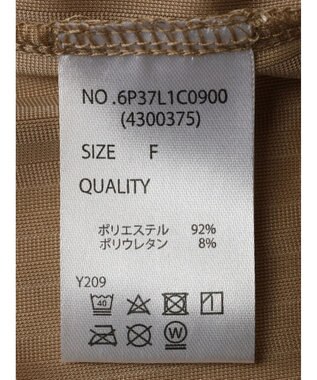 NO.6P37L1C0900
(4300375)
SIZE F
QUALITY
ポリエステル 92%
ポリウレタン 8%
Y209
40
W